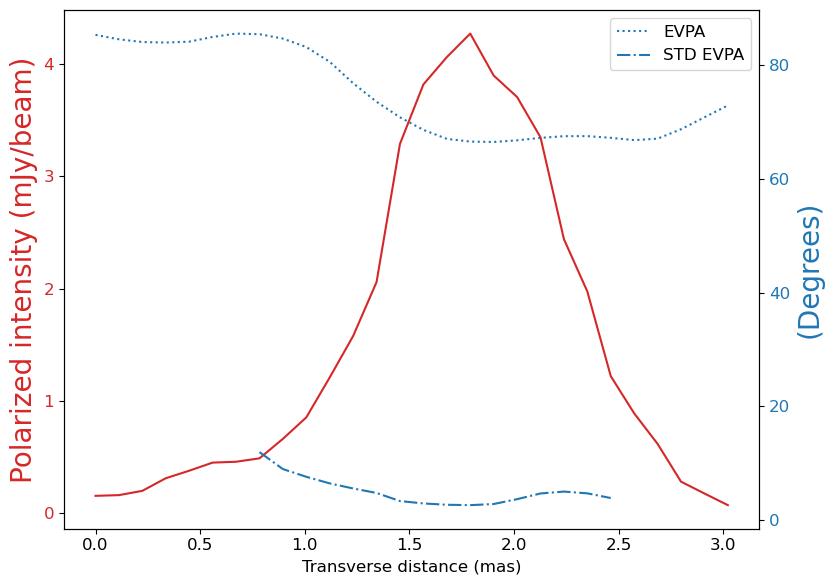 Polarized intensity (mJy/beam)
4
3
2
1
0
EVPA
STD EVPA
80
60
40
20
0
(Degrees)
0.0 0.5 1.0 1.5 2.0 2.5 3.0
Transverse distance (mas)